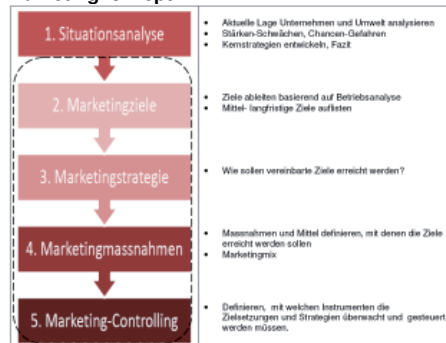 1. Situationsanalyse
• Aktuelle Lage Unternehmen und Umwelt analysieren
• Stärken-Schwächen, Chancen-Gefahren
• Kernstrategien entwickeln, Fazit
2. Marketingziele
• Ziele ableiten basierend auf Betriebsanalyse
• Mittel- langfristige Ziele auflisten
3. Marketingstrategie
• Wie sollen vereinbarte Ziele erreicht werden?
4. Marketingmassnahmen
• Massnahmen und Mittel definieren, mit denen die Ziele
erreicht werden sollen
• Marketingmix
5. Marketing-Controlling
• Definieren, mit welchen Instrumenten die
Zielsetzungen und Strategien überwacht und gesteuert
werden müssen.